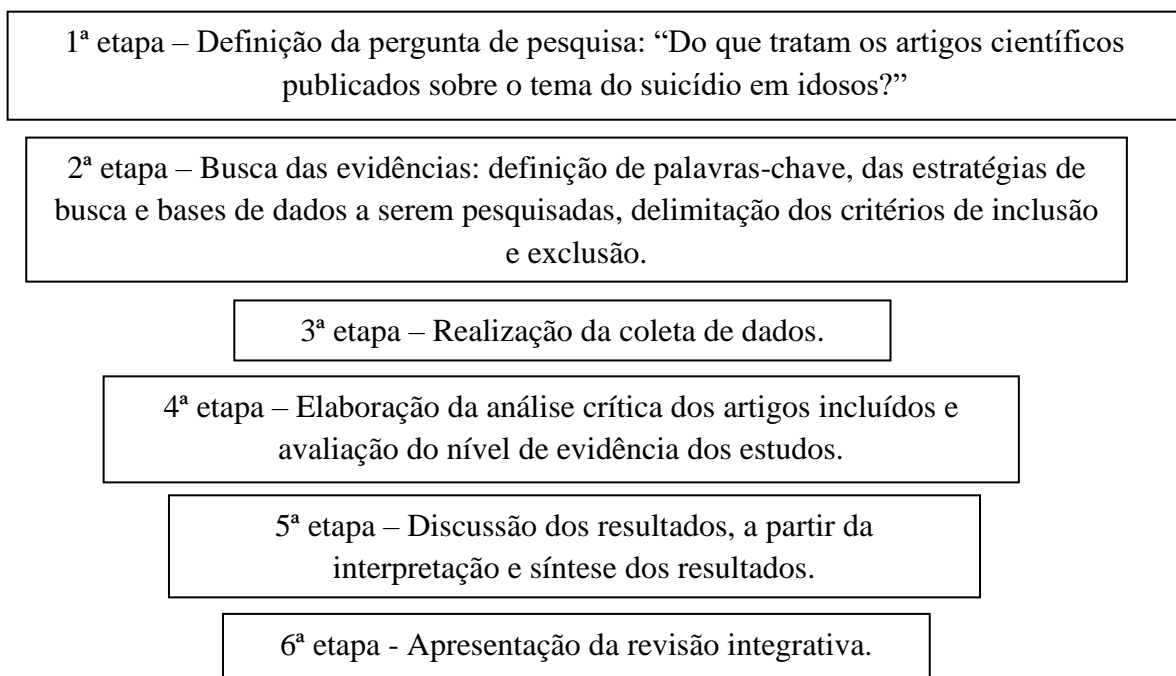 1ª etapa – Definição da pergunta de pesquisa: “Do que tratam os artigos científicos
publicados sobre o tema do suicídio em idosos?”
2ª etapa – Busca das evidências: definição de palavras-chave, das estratégias de
busca e bases de dados a serem pesquisadas, delimitação dos critérios de inclusão
e exclusão.
3ª etapa – Realização da coleta de dados.
4ª etapa – Elaboração da análise crítica dos artigos incluídos e
avaliação do nível de evidência dos estudos.
5ª etapa – Discussão dos resultados, a partir da
interpretação e síntese dos resultados.
6ª etapa - Apresentação da revisão integrativa.